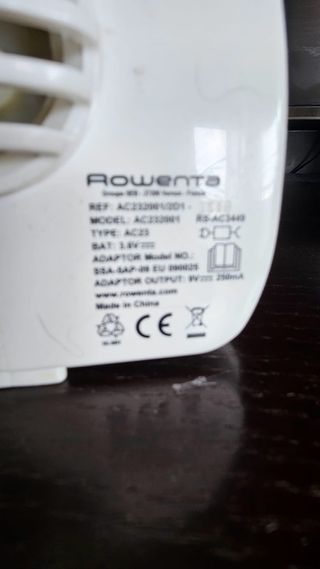 Rowenta
REF: AC232001/2D1 -
MODEL: AC232001 RS-AC3449
TYPE: AC23
BAT: 3.6V
ADAPTOR Model NO.:
SSA-5AP-09 EU 090025
ADAPTOR OUTPUT: 9V 250mA
www.rowenta.com
Made in China
CE